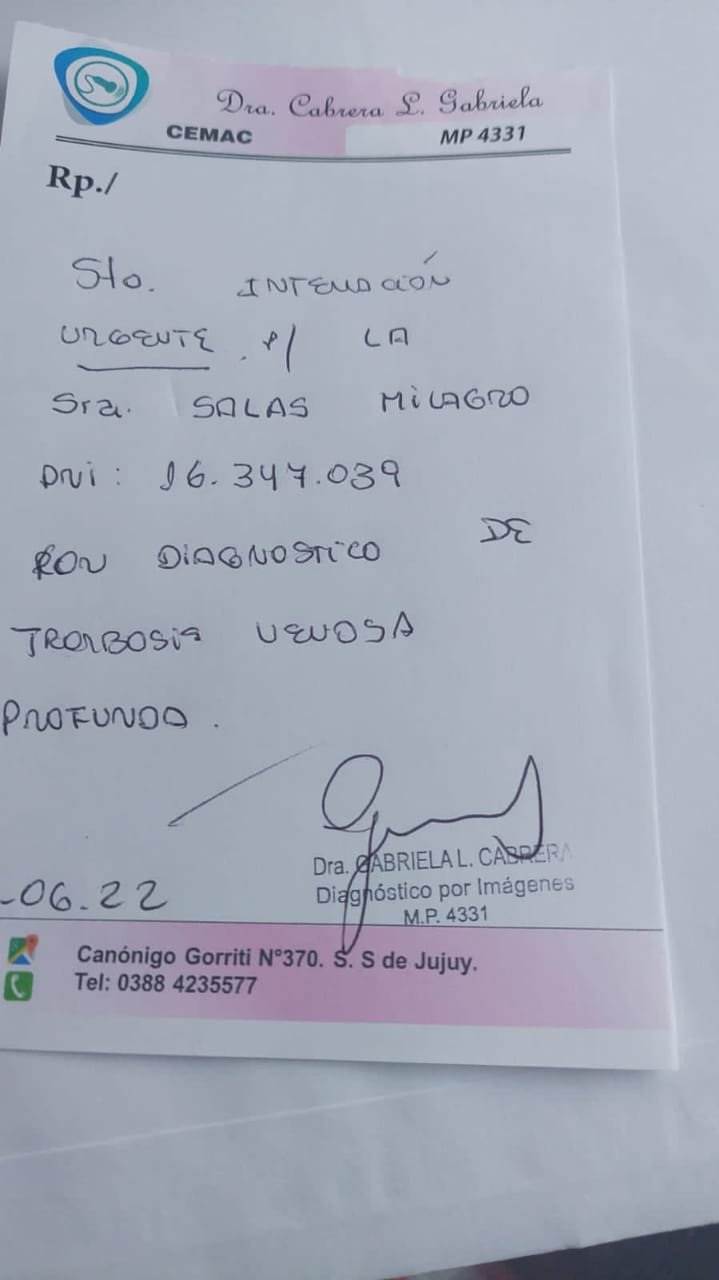 Dra. Cabrera L. Gabriela
CEMAC MP 4331
Rp./
Sto. INTERNACIÓN
URGENTE. p/ LA
Sra. SALAS MILAGRO
DNI: 16.347.039
CON DIAGNOSTICO DE
TROMBOSIS VENOSA
PROFUNDA.
-06.22
Dra. GABRIELA L. CABRERA
Diagnóstico por Imágenes
M.P. 4331
Canónigo Gorriti N°370. S. S de Jujuy.
Tel: 0388 4235577